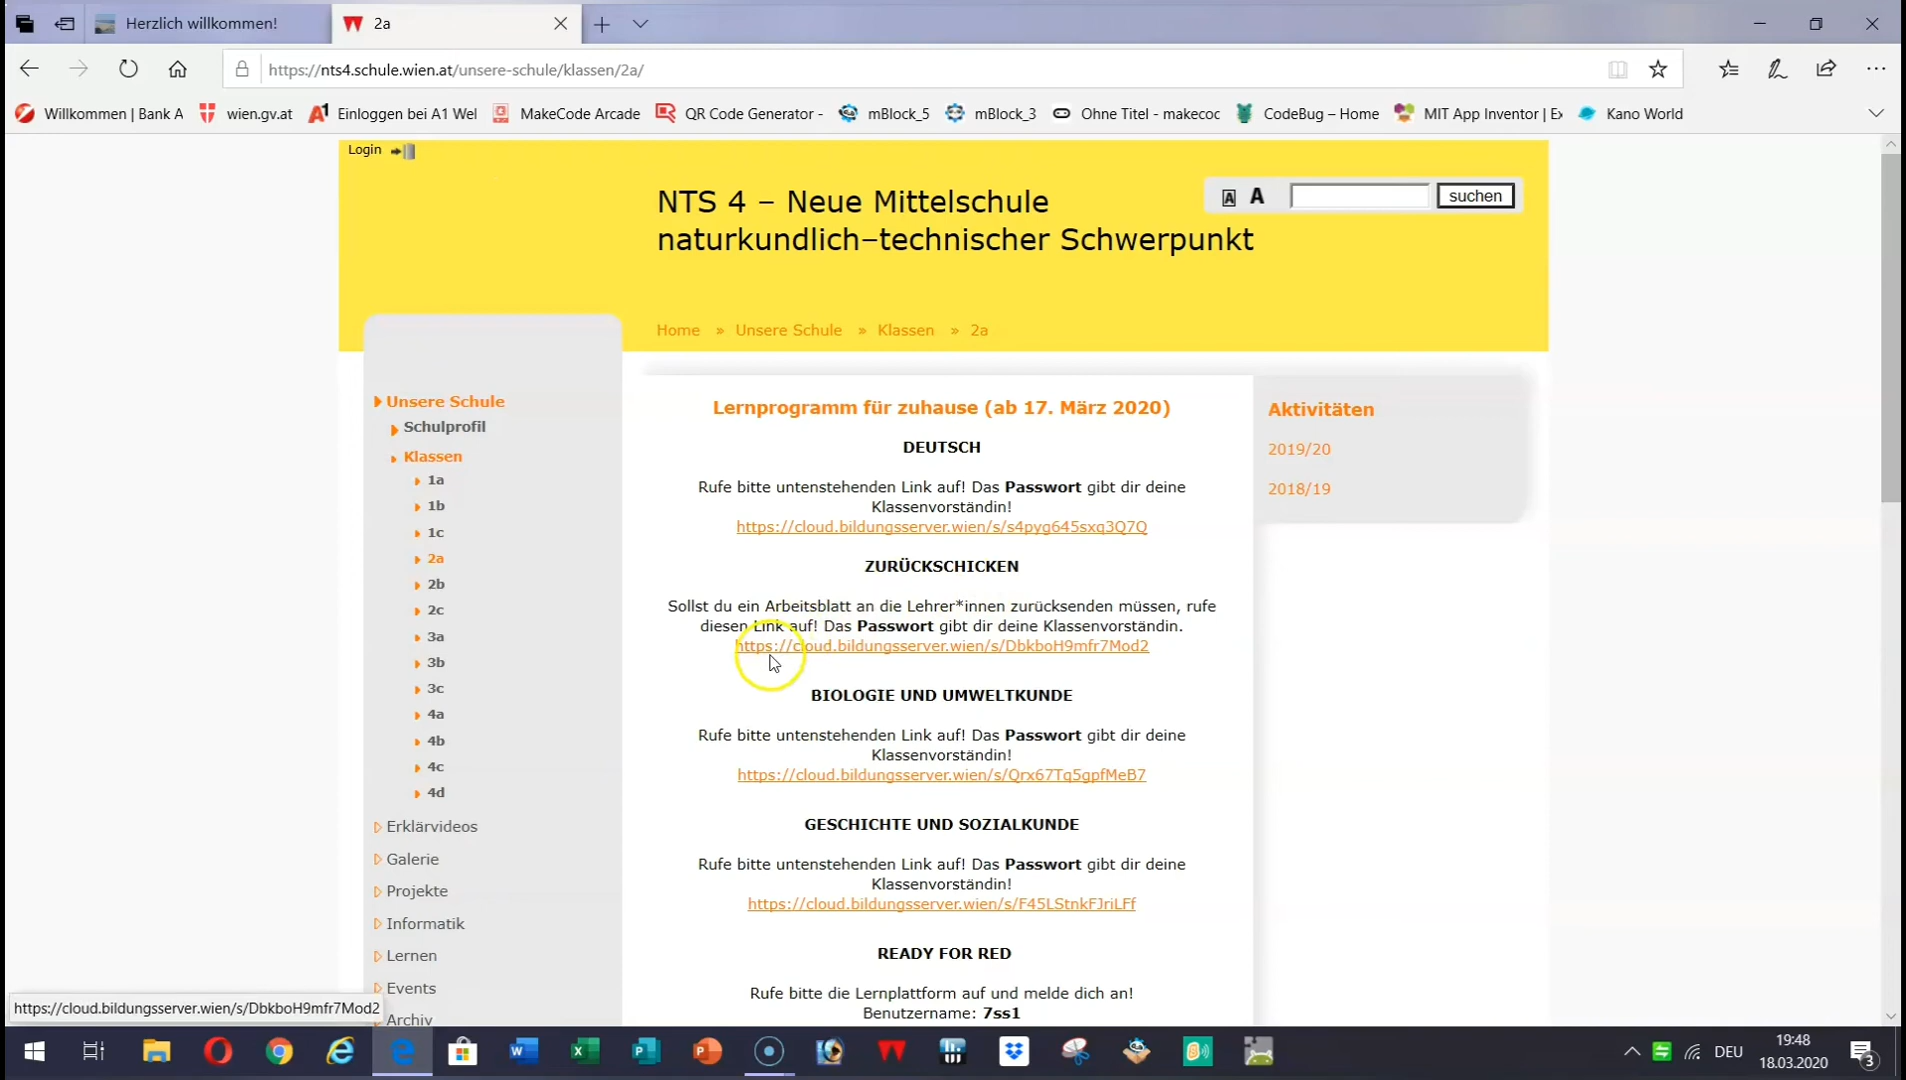 Herzlich willkommen!
2a
https://nts4.schule.wien.at/unsere-schule/klassen/2a/
Willkommen | Bank A
wien.gv.at
Einloggen bei A1 Wel
MakeCode Arcade
QR Code Generator -
mBlock_5
mBlock_3
Ohne Titel - makecoc
CodeBug – Home
MIT App Inventor | Ex
Kano World
Login
NTS 4 – Neue Mittelschule
naturkundlich–technischer Schwerpunkt
A A
suchen
Home » Unsere Schule » Klassen » 2a
Unsere Schule
Schulprofil
Klassen
1a
1b
1c
2a
2b
2c
3a
3b
3c
4a
4b
4c
4d
Erklärvideos
Galerie
Projekte
Informatik
Lernen
Events
Archiv
Lernprogramm für zuhause (ab 17. März 2020)
DEUTSCH
Rufe bitte untenstehenden Link auf! Das Passwort gibt dir deine
Klassenvorständin!
https://cloud.bildungsserver.wien/s/s4pyg645sxq3Q7Q
ZURÜCKSCHICKEN
Sollst du ein Arbeitsblatt an die Lehrer*innen zurücksenden müssen, rufe
diesen Link auf! Das Passwort gibt dir deine Klassenvorständin.
https://cloud.bildungsserver.wien/s/DbkboH9mfr7Mod2
BIOLOGIE UND UMWELTKUNDE
Rufe bitte untenstehenden Link auf! Das Passwort gibt dir deine
Klassenvorständin!
https://cloud.bildungsserver.wien/s/Qrx67Tq5gpfMeB7
GESCHICHTE UND SOZIALKUNDE
Rufe bitte untenstehenden Link auf! Das Passwort gibt dir deine
Klassenvorständin!
https://cloud.bildungsserver.wien/s/F45LStnkFJriLFf
READY FOR RED
Rufe bitte die Lernplattform auf und melde dich an!
Benutzername: 7ss1
Aktivitäten
2019/20
2018/19
https://cloud.bildungsserver.wien/s/DbkboH9mfr7Mod2
DEU
19:48
18.03.2020
3